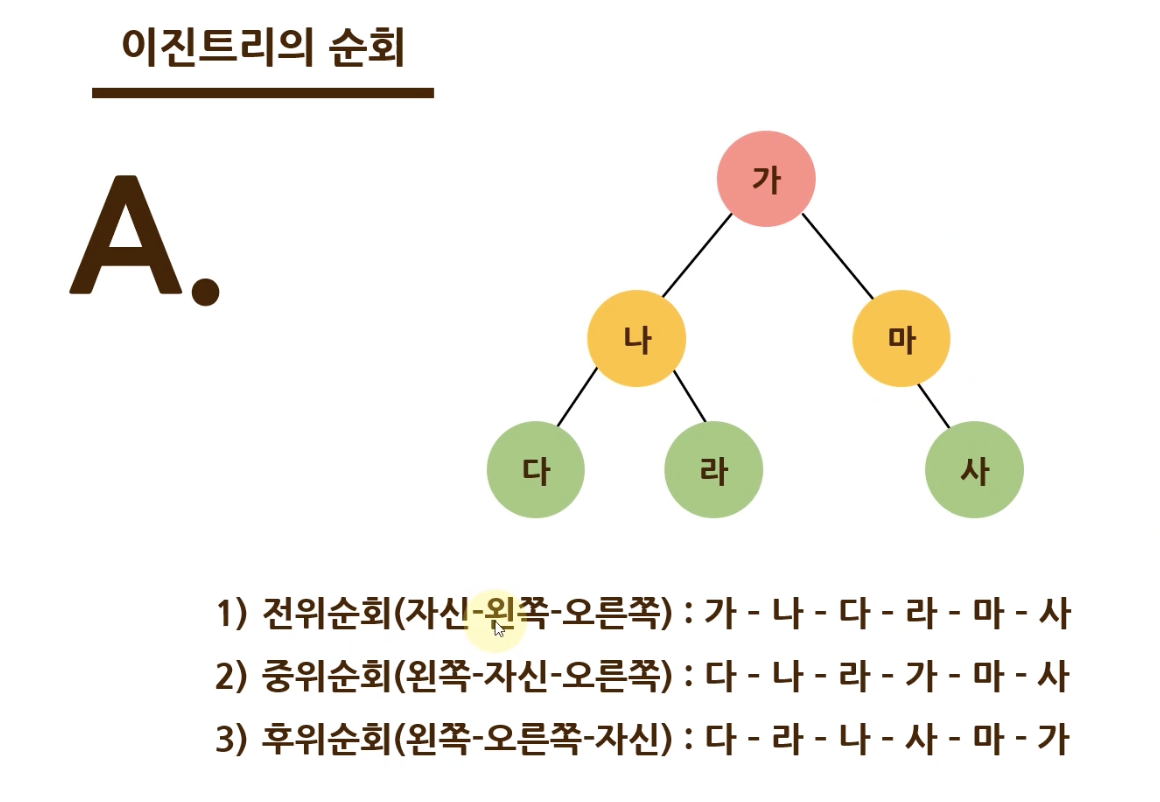 이진트리의 순회
A.
가
나
마
다
라
사
1) 전위순회(자신-왼쪽-오른쪽) : 가 - 나 - 다 - 라 - 마 - 사
2) 중위순회(왼쪽-자신-오른쪽) : 다 - 나 - 라 - 가 - 마 - 사
3) 후위순회(왼쪽-오른쪽-자신) : 다 - 라 - 나 - 사 - 마 - 가